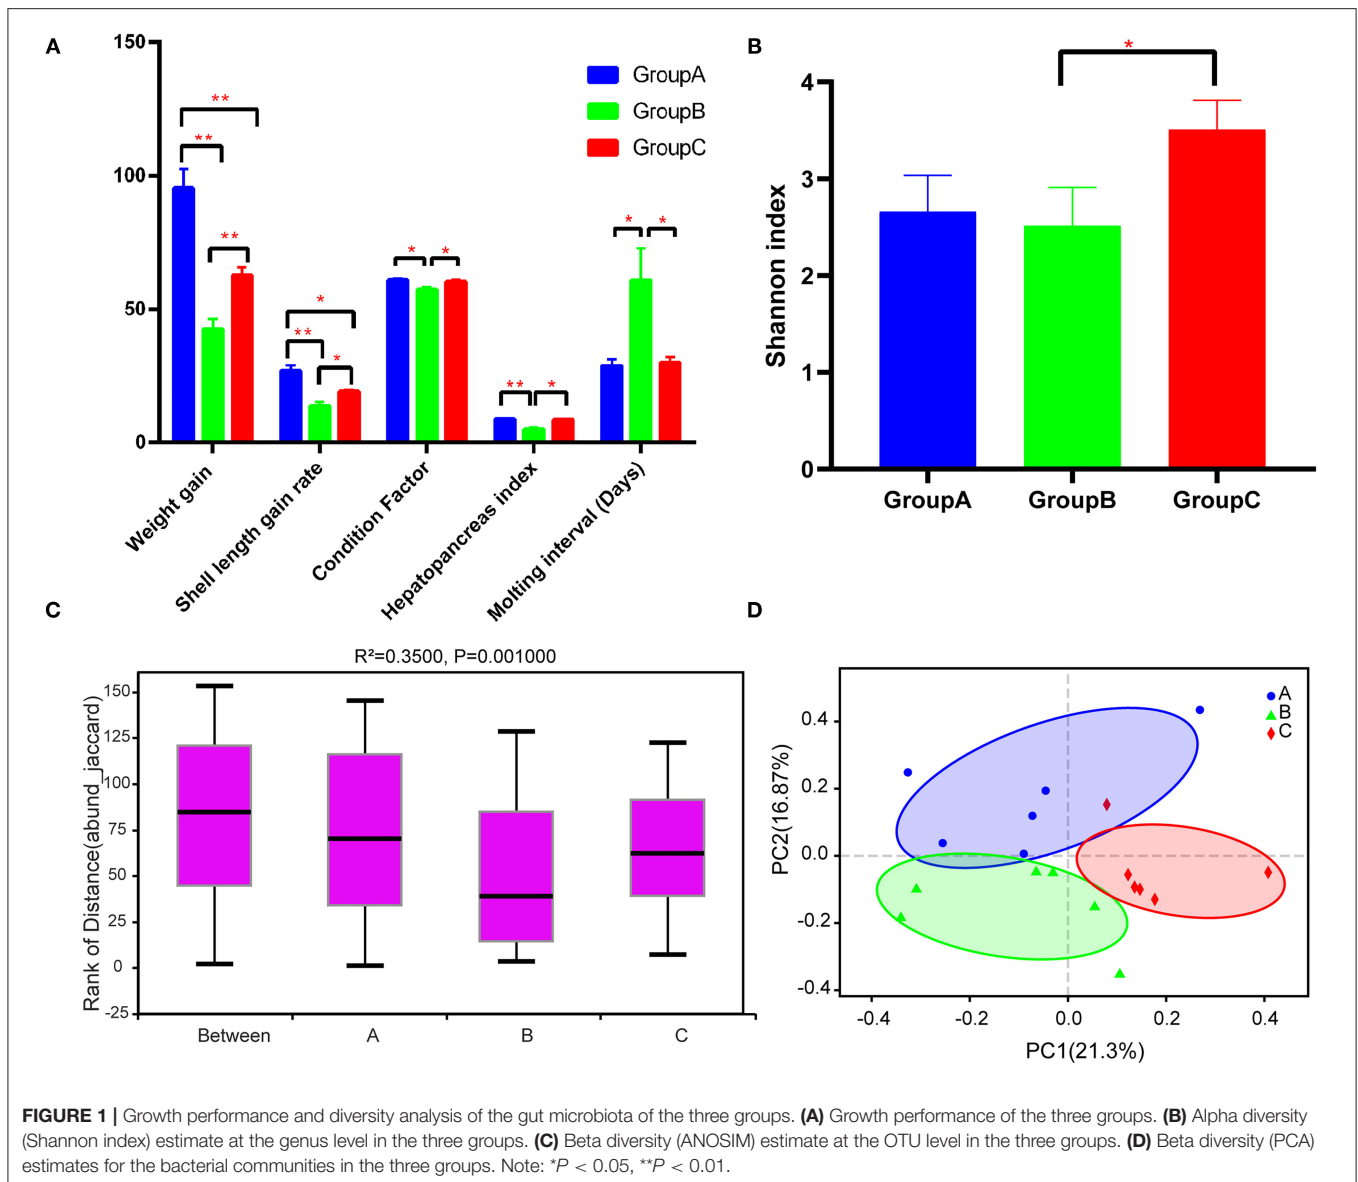 A
150
100
50
0
**
**
**
*
**
*
*
*
**
*
*
*
GroupA
GroupB
GroupC
Weight gain
Shell length gain rate
Condition Factor
Hepatopancreas index
Molting interval (Days)
B
*
Shannon index
4
3
2
1
0
GroupA
GroupB
GroupC
C
R²=0.3500, P=0.001000
Rank of Distance(abund_jaccard)
150
125
100
75
50
25
0
-25
Between
A
B
C
D
A
B
C
PC2(16.87%)
0.4
0.2
0.0
-0.2
-0.4
-0.4
-0.2
0.0
0.2
0.4
PC1(21.3%)
FIGURE 1 | Growth performance and diversity analysis of the gut microbiota of the three groups. (A) Growth performance of the three groups. (B) Alpha diversity
(Shannon index) estimate at the genus level in the three groups. (C) Beta diversity (ANOSIM) estimate at the OTU level in the three groups. (D) Beta diversity (PCA)
estimates for the bacterial communities in the three groups. Note: *P < 0.05, **P < 0.01.